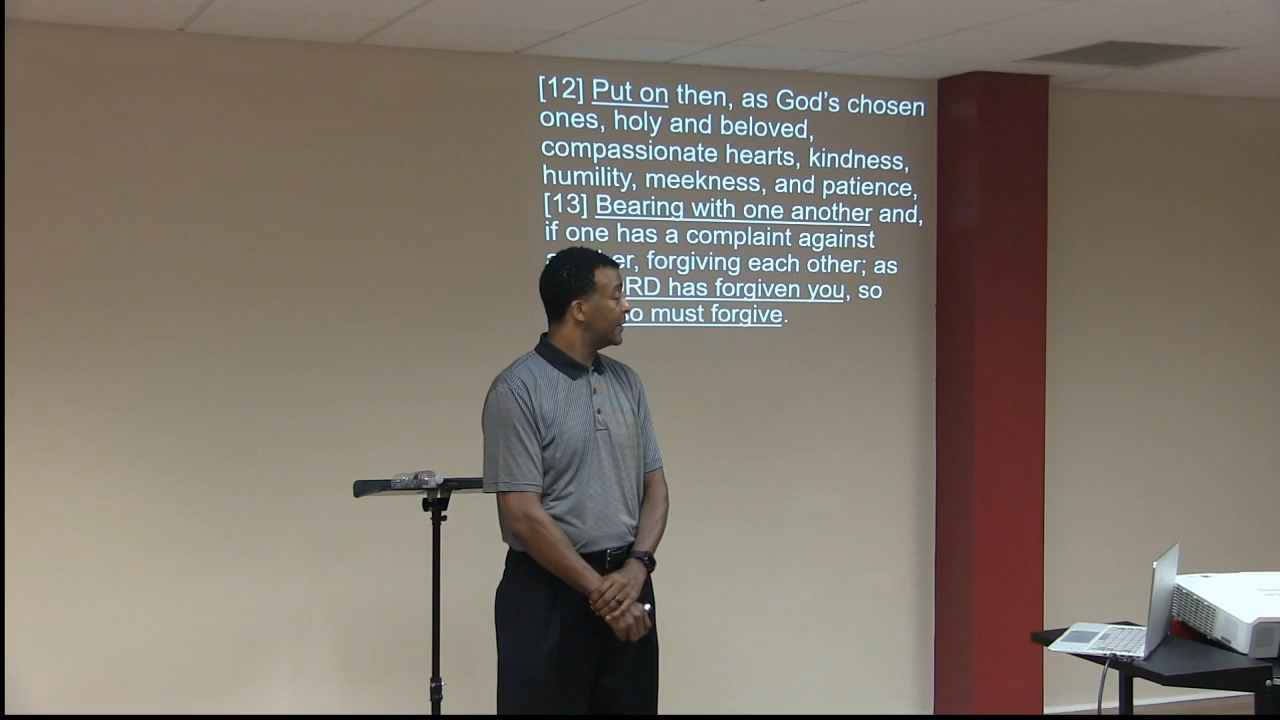 [12] Put on then, as God's chosen
ones, holy and beloved,
compassionate hearts, kindness,
humility, meekness, and patience,
[13] Bearing with one another and,
if one has a complaint against
forgiving each other; as
has forgiven you, so
must forgive.